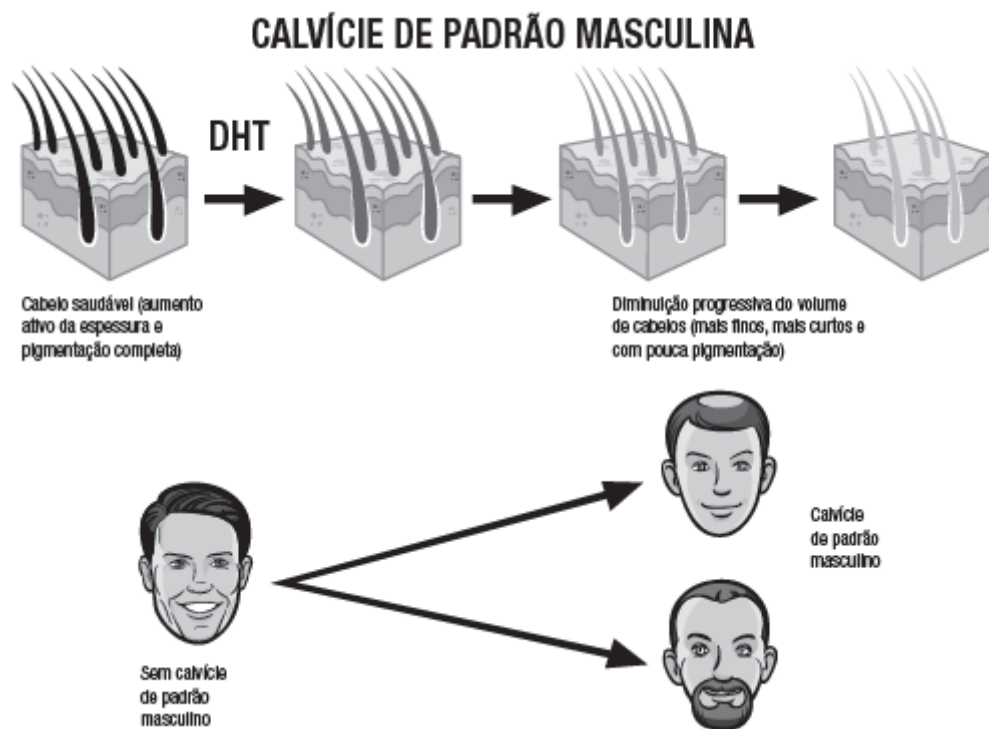 CALVÍCIE DE PADRÃO MASCULINA
DHT
Cabelo saudável (aumento
ativo da espessura e
pigmentação completa)
Diminuição progressiva do volume
de cabelos (mais finos, mais curtos e
com pouca pigmentação)
Sem calvície
de padrão
masculino
Calvície
de padrão
masculino